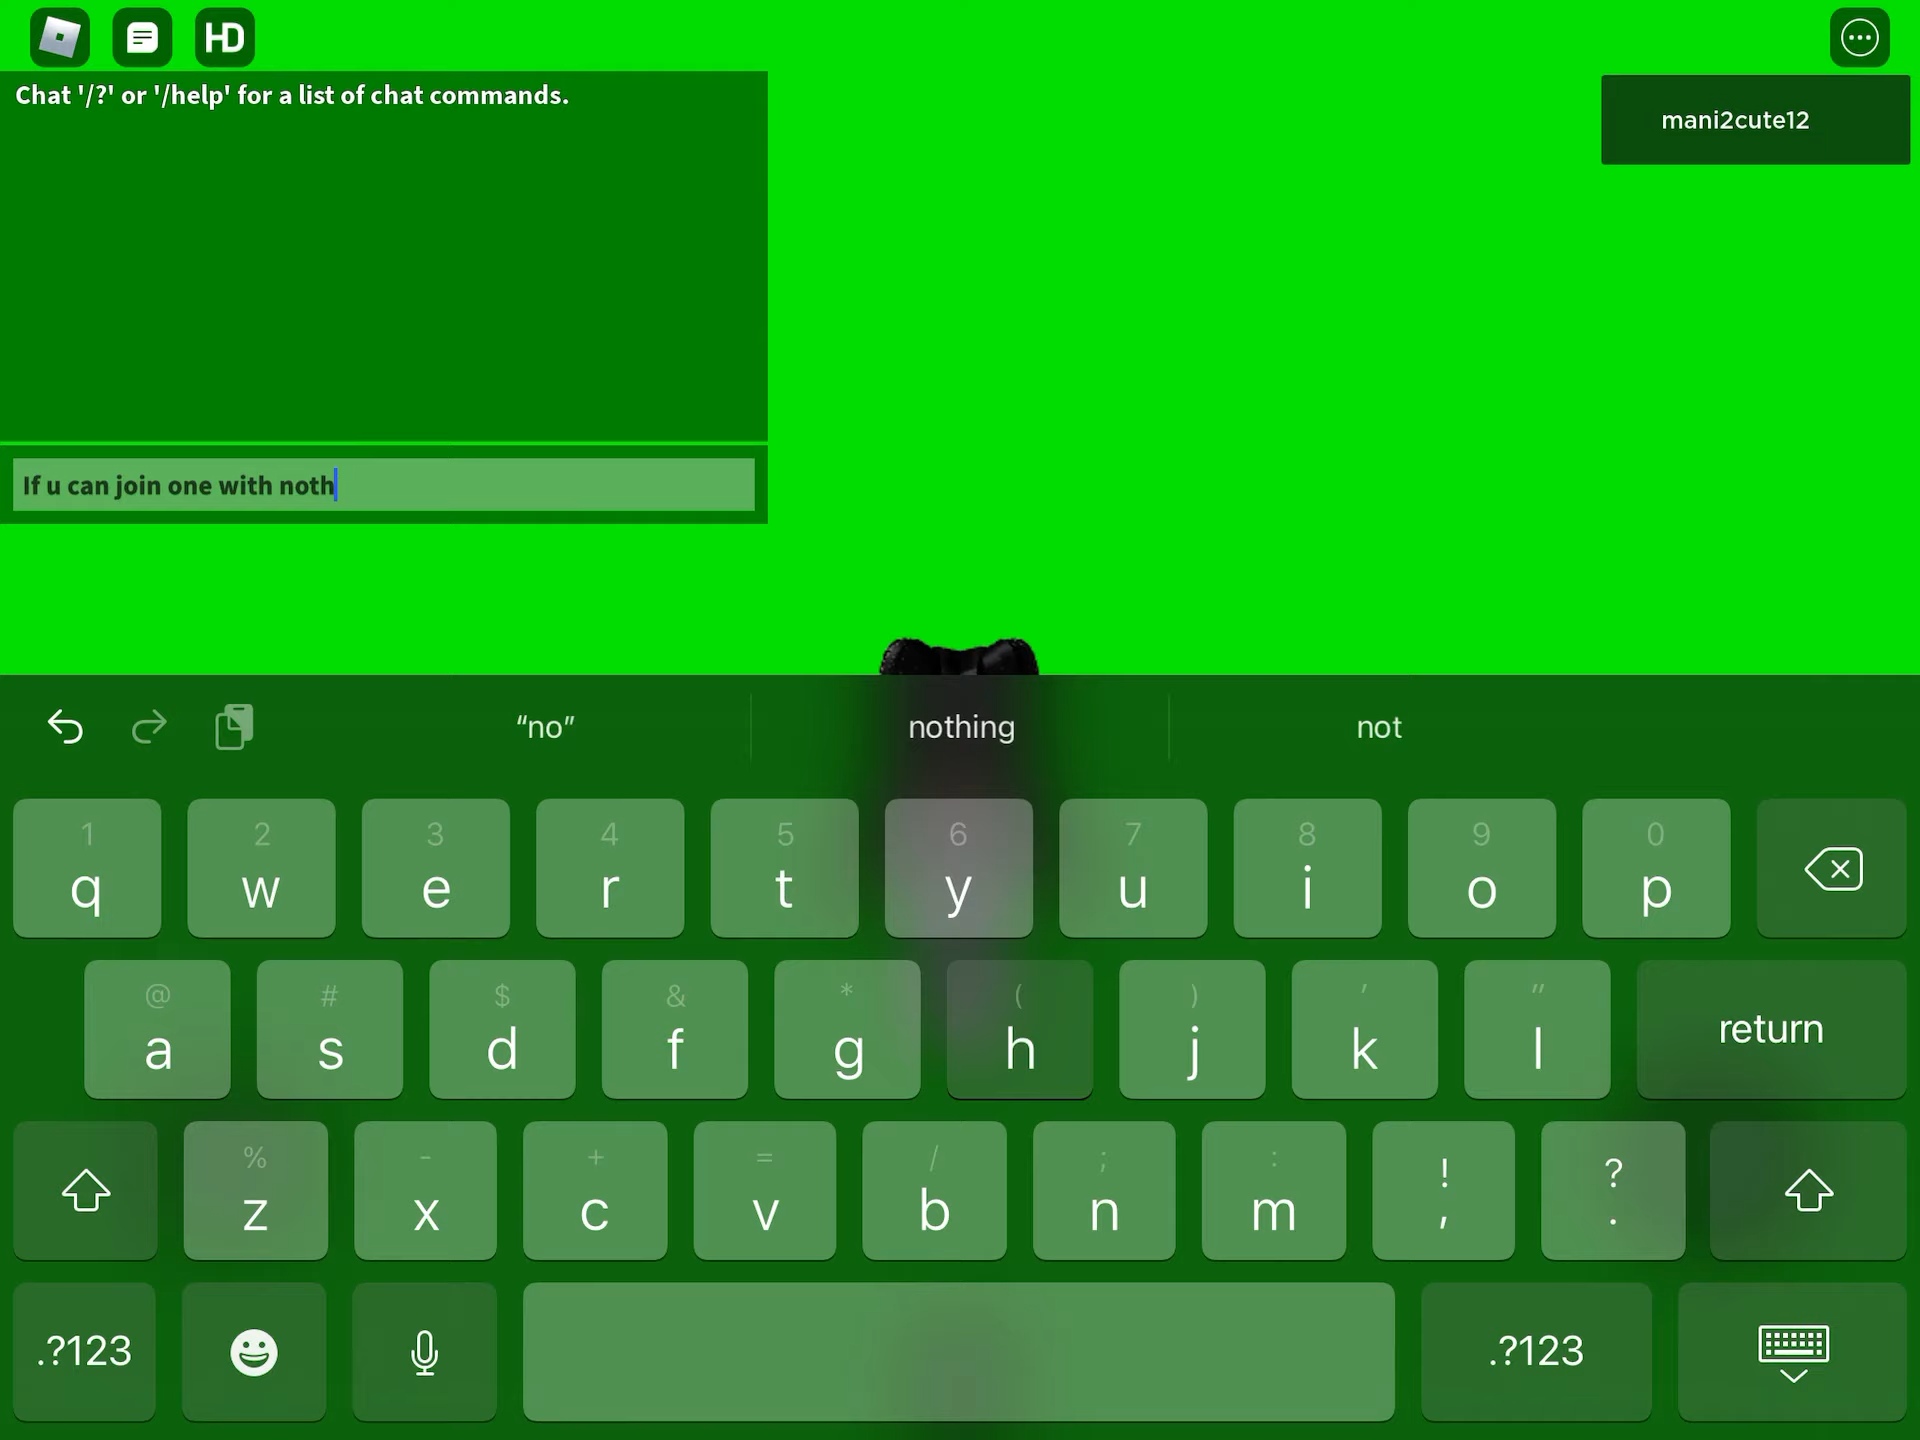 HD
Chat '/?' or '/help' for a list of chat commands.
mani2cute12
If u can join one with noth
“no” nothing not
1 2 3 4 5 6 7 8 9 0
q w e r t y u i o p
@ # $ & * ( ) ' "
a s d f g h j k l return
% - + = / ; : ! ?
z x c v b n m , .
.?123 .?123